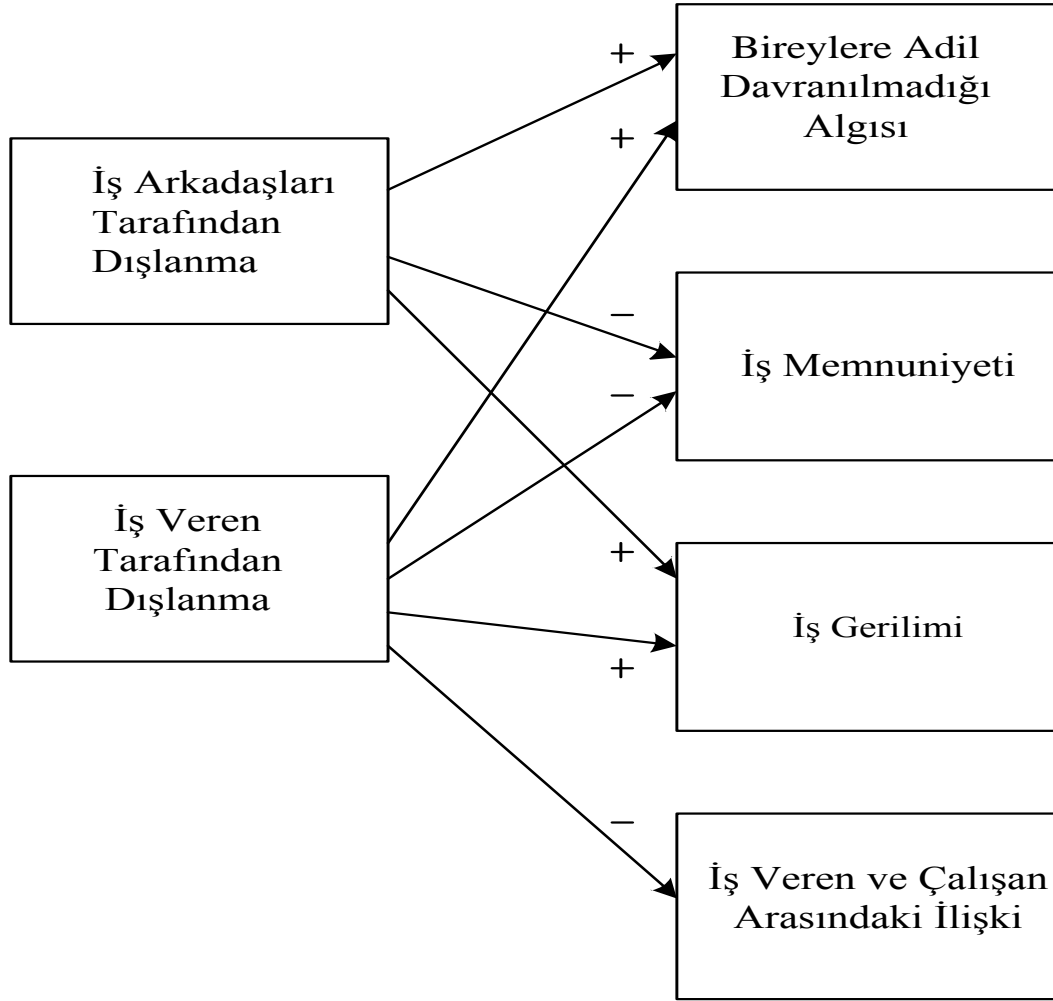 İş Arkadaşları
Tarafından
Dışlanma
İş Veren
Tarafından
Dışlanma
+
+
–
–
+
+
–
Bireylere Adil
Davranılmadığı
Algısı
İş Memnuniyeti
İş Gerilimi
İş Veren ve Çalışan
Arasındaki İlişki